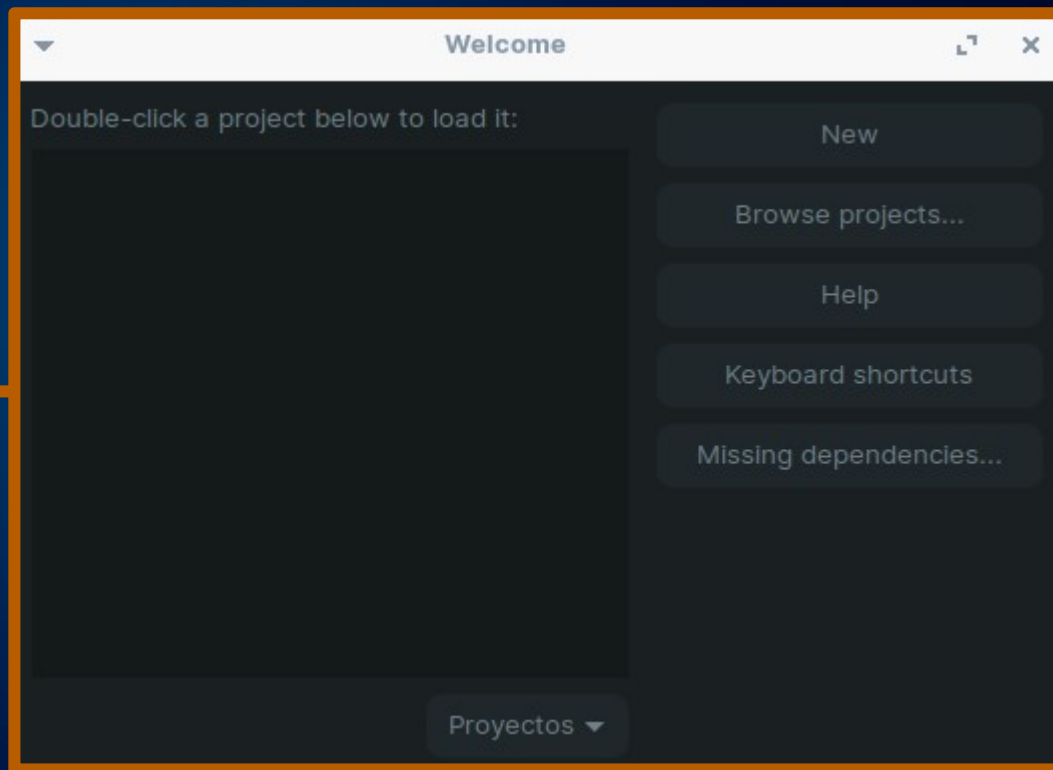 Welcome
Double-click a project below to load it:
New
Browse projects...
Help
Keyboard shortcuts
Missing dependencies...
Proyectos